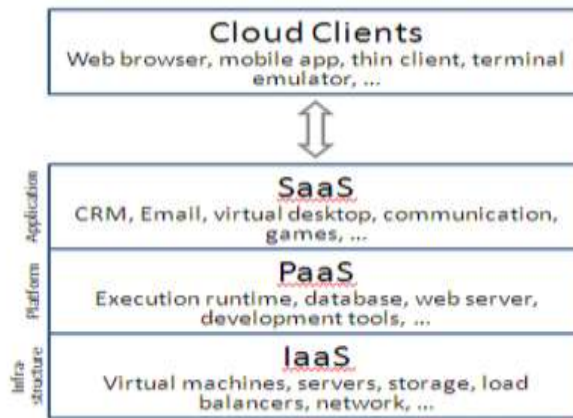 Cloud Clients
Web browser, mobile app, thin client, terminal
emulator, ...
Application
SaaS
CRM, Email, virtual desktop, communication,
games, ...
Platform
PaaS
Execution runtime, database, web server,
development tools, ...
Infra-
structure
IaaS
Virtual machines, servers, storage, load
balancers, network, ...